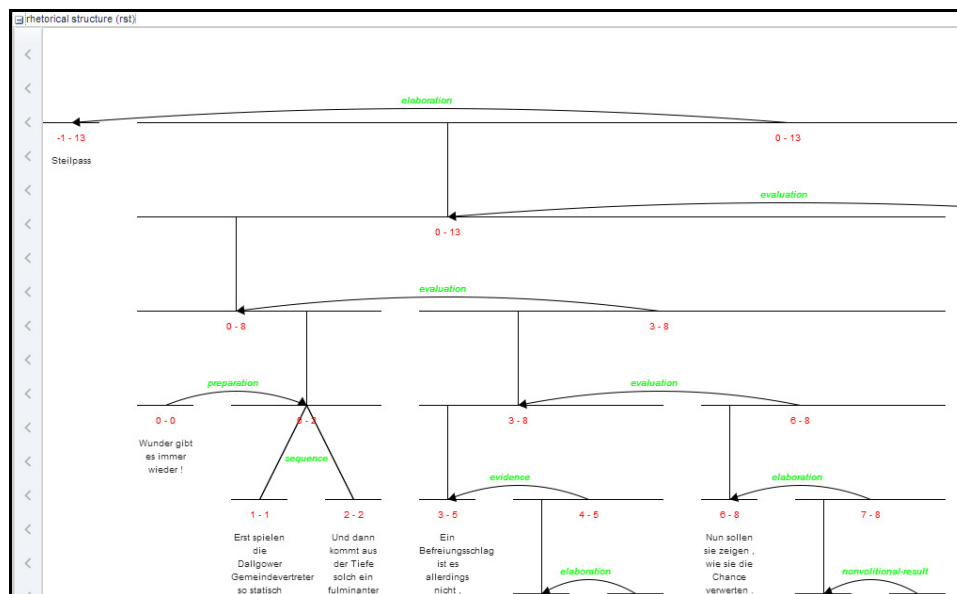 rhetorical structure (rst)
elaboration
-1 - 13
0 - 13
Steilpass
evaluation
0 - 13
evaluation
0 - 8
3 - 8
preparation
evaluation
0 - 0
0 - 2
3 - 8
6 - 8
Wunder gibt
es immer
wieder !
sequence
evidence
elaboration
1 - 1
2 - 2
3 - 5
4 - 5
6 - 8
7 - 8
Erst spielen
die
Dallgower
Gemeindevertreter
so statisch
Und dann
kommt aus
der Tiefe
solch ein
fulminanter
Ein
Befreiungsschlag
ist es
allerdings
nicht ,
Nun sollen
sie zeigen ,
wie sie die
Chance
verwerten .
elaboration
nonvolitional-result